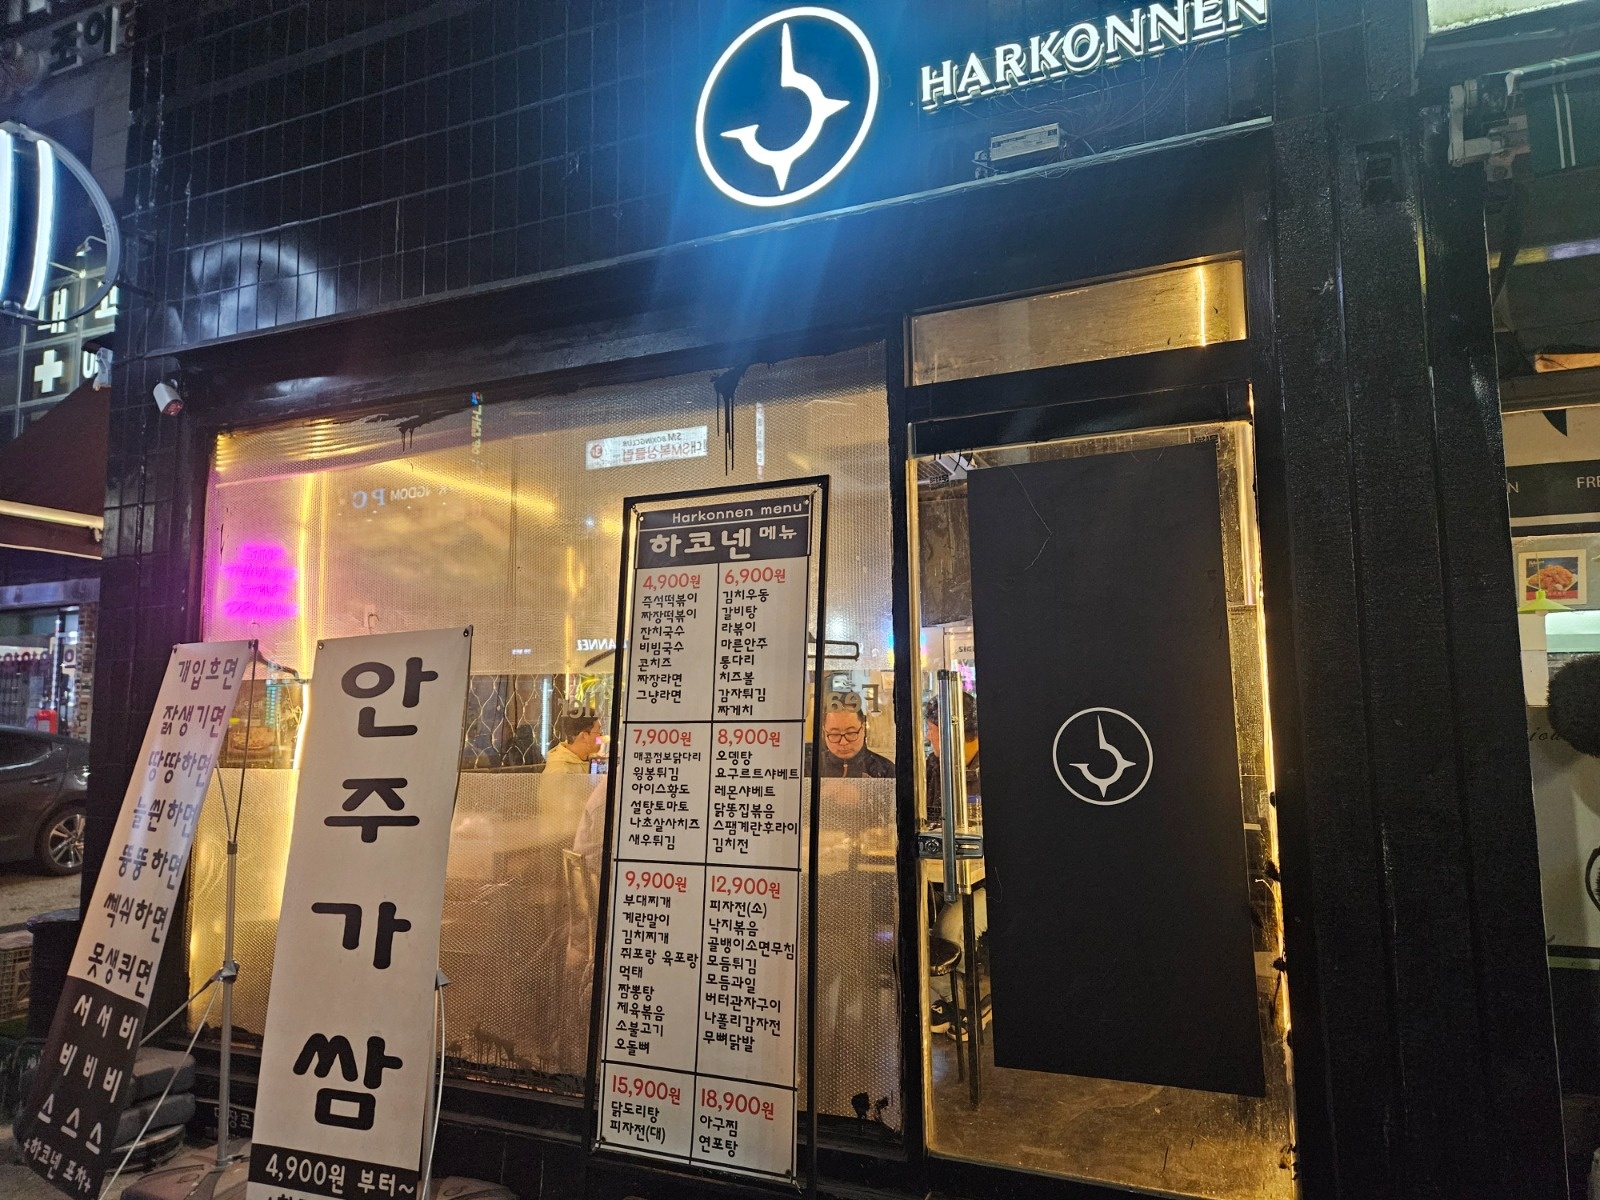 HARKONNEN
조이
SM BOXINGCLUB
Harkonnen menu
하코넨 메뉴
4,900원
즉석떡볶이
짜장떡볶이
잔치국수
비빔국수
콘치즈
짜장라면
그냥라면
6,900원
김치우동
갈비탕
라볶이
마른안주
통다리
치즈볼
감자튀김
짜게치
7,900원
매콤점보닭다리
윙봉튀김
아이스황도
설탕토마토
나초살사치즈
새우튀김
8,900원
오뎅탕
요구르트샤베트
레몬샤베트
닭똥집볶음
스팸계란후라이
김치전
9,900원
부대찌개
계란말이
김치찌개
쥐포랑 육포랑
먹태
짬뽕탕
제육볶음
소불고기
오돌뼈
12,900원
피자전(소)
낙지볶음
골뱅이소면무침
모듬튀김
모듬과일
버터관자구이
나폴리감자전
무뼈닭발
15,900원
닭도리탕
피자전(대)
18,900원
아구찜
연포탕
개입흐면
잛생기면
땅땅하면
늘씬하면
뚱뚱하면
쎅쉬하면
못생퀴면
서서비
비비비
스스스
+하코넨 포차+
안
주
가
쌈
4,900원 부터~
FRE